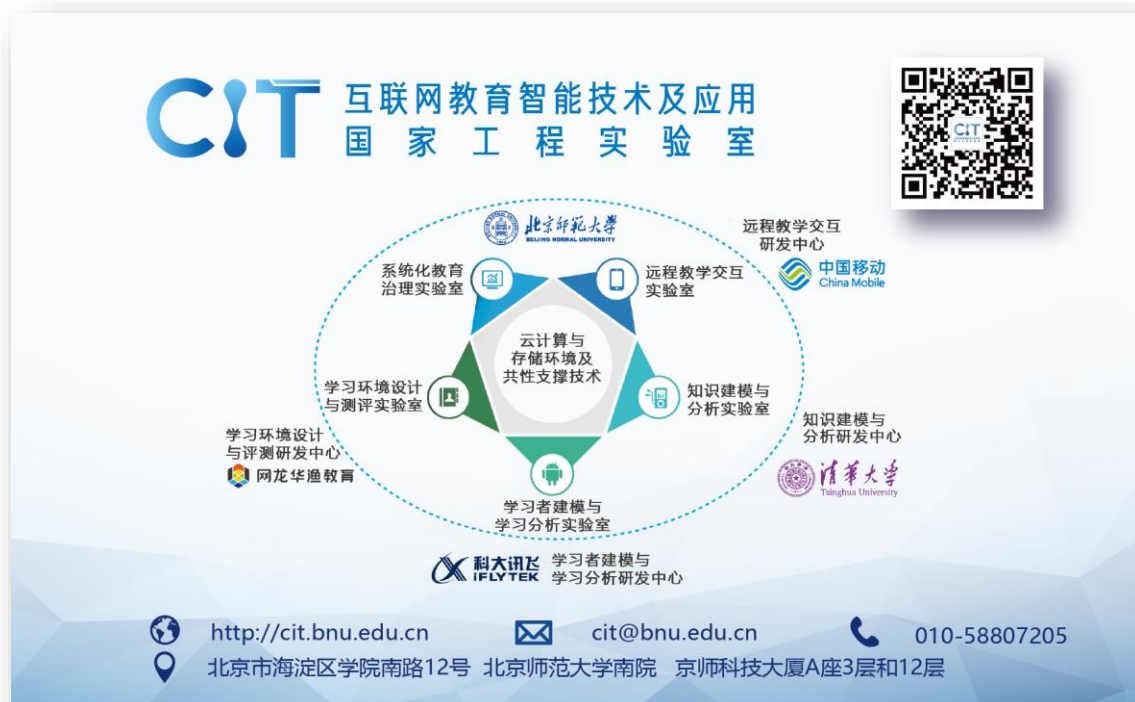 CIT
互联网教育智能技术及应用
国家工程实验室
CIT
北京师范大学
BEIJING NORMAL UNIVERSITY
系统化教育
治理实验室
远程教学交互
实验室
远程教学交互
研发中心
中国移动
China Mobile
云计算与
存储环境及
共性支撑技术
学习环境设计
与测评实验室
知识建模与
分析实验室
学习环境设计
与评测研发中心
网龙华渔教育
知识建模与
分析研发中心
清华大学
Tsinghua University
学习者建模与
学习分析实验室
科大讯飞
iFLYTEK
学习者建模与
学习分析研发中心
http://cit.bnu.edu.cn
cit@bnu.edu.cn
010-58807205
北京市海淀区学院南路12号 北京师范大学南院 京师科技大厦A座3层和12层